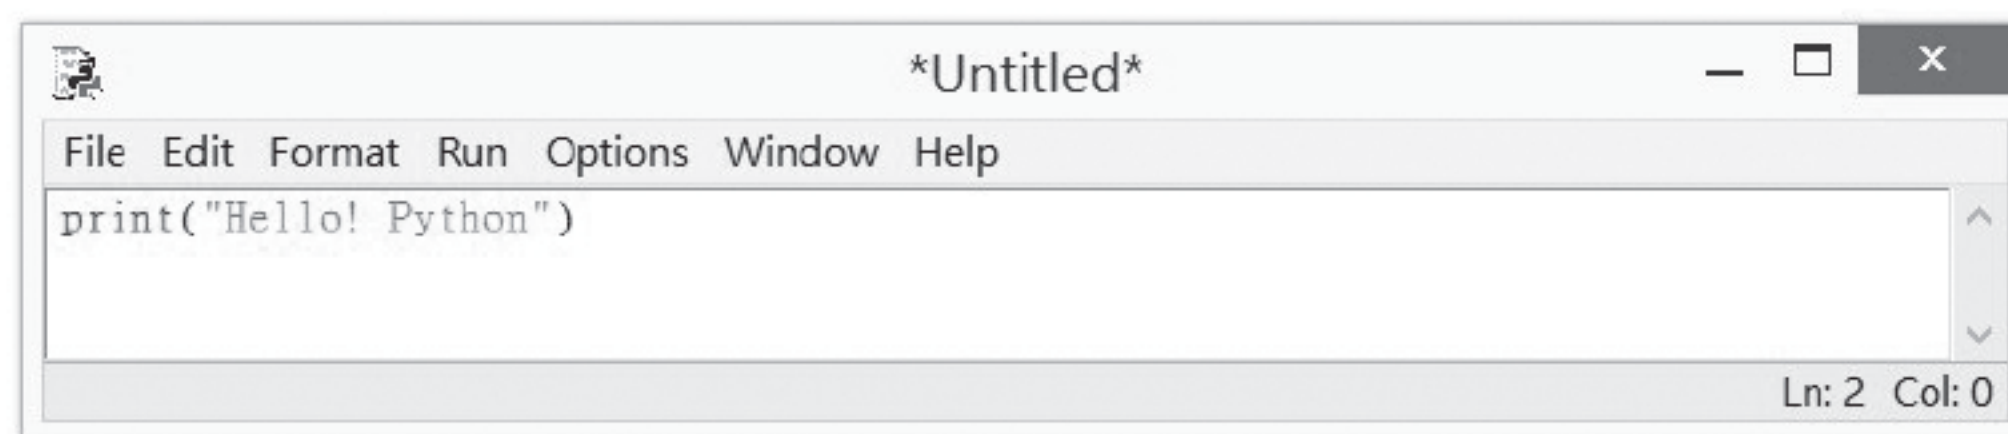 *Untitled*
File Edit Format Run Options Window Help
print("Hello! Python")
Ln: 2 Col: 0